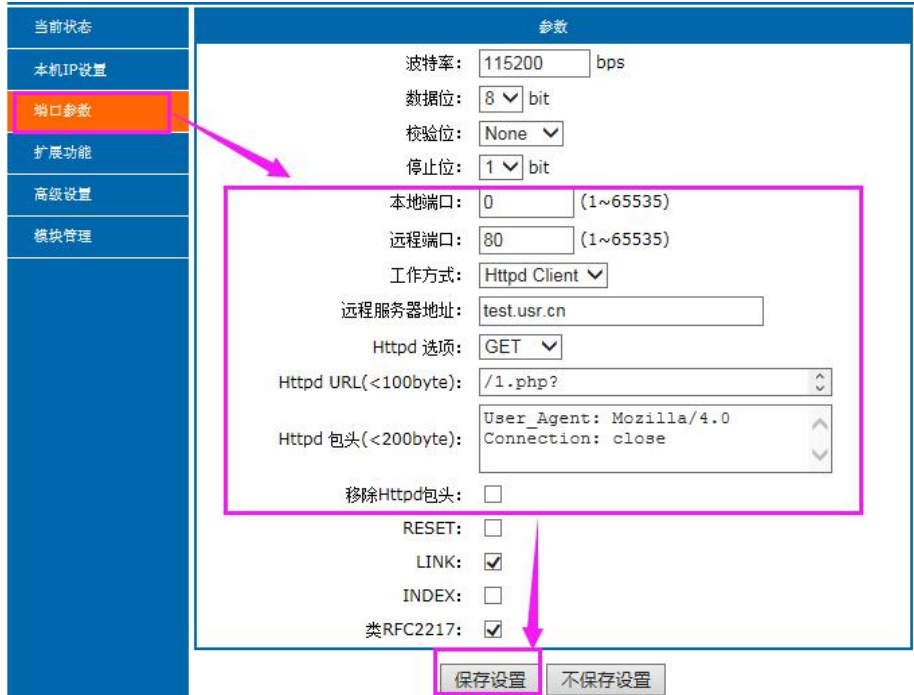 当前状态
本机IP设置
端口参数
扩展功能
高级设置
模块管理
参数
波特率: 115200 bps
数据位: 8 bit
校验位: None
停止位: 1 bit
本地端口: 0 (1~65535)
远程端口: 80 (1~65535)
工作方式: Httpd Client
远程服务器地址: test.usr.cn
Httpd 选项: GET
Httpd URL(<100byte): /1.php?
Httpd 包头(<200byte): User_Agent: Mozilla/4.0
Connection: close
移除Httpd包头:
RESET:
LINK:
INDEX:
类RFC2217:
保存设置 不保存设置